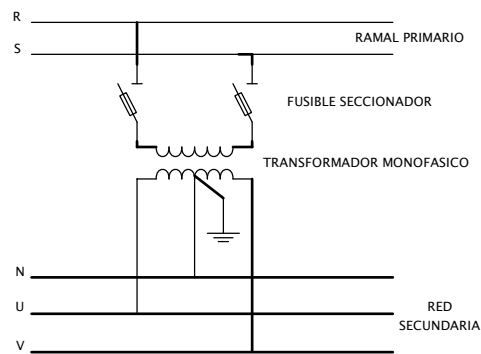 R
RAMAL PRIMARIO
S
FUSIBLE SECCIONADOR
TRANSFORMADOR MONOFASICO
N
U
RED
SECUNDARIA
V